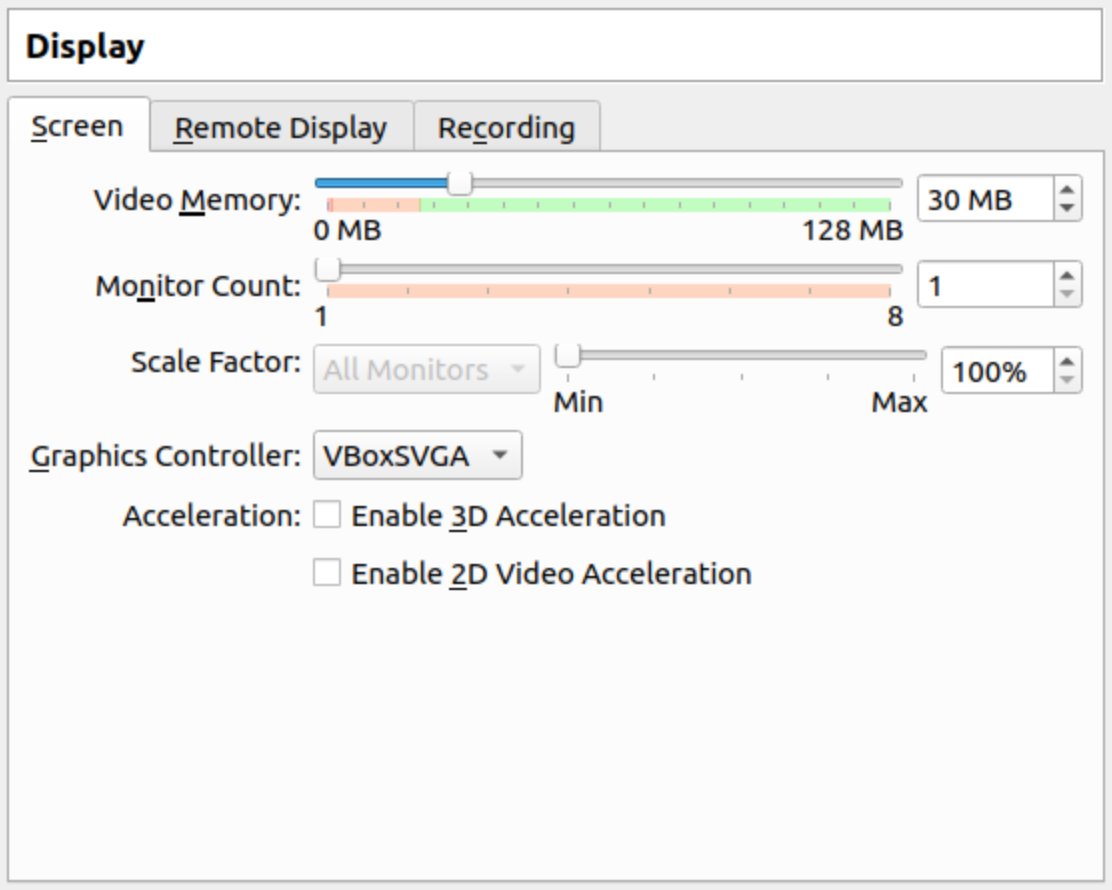 Display
Screen Remote Display Recording
Video Memory: 30 MB
0 MB 128 MB
Monitor Count: 1
1 8
Scale Factor: All Monitors 100%
Min Max
Graphics Controller: VBoxSVGA
Acceleration: Enable 3D Acceleration
Enable 2D Video Acceleration